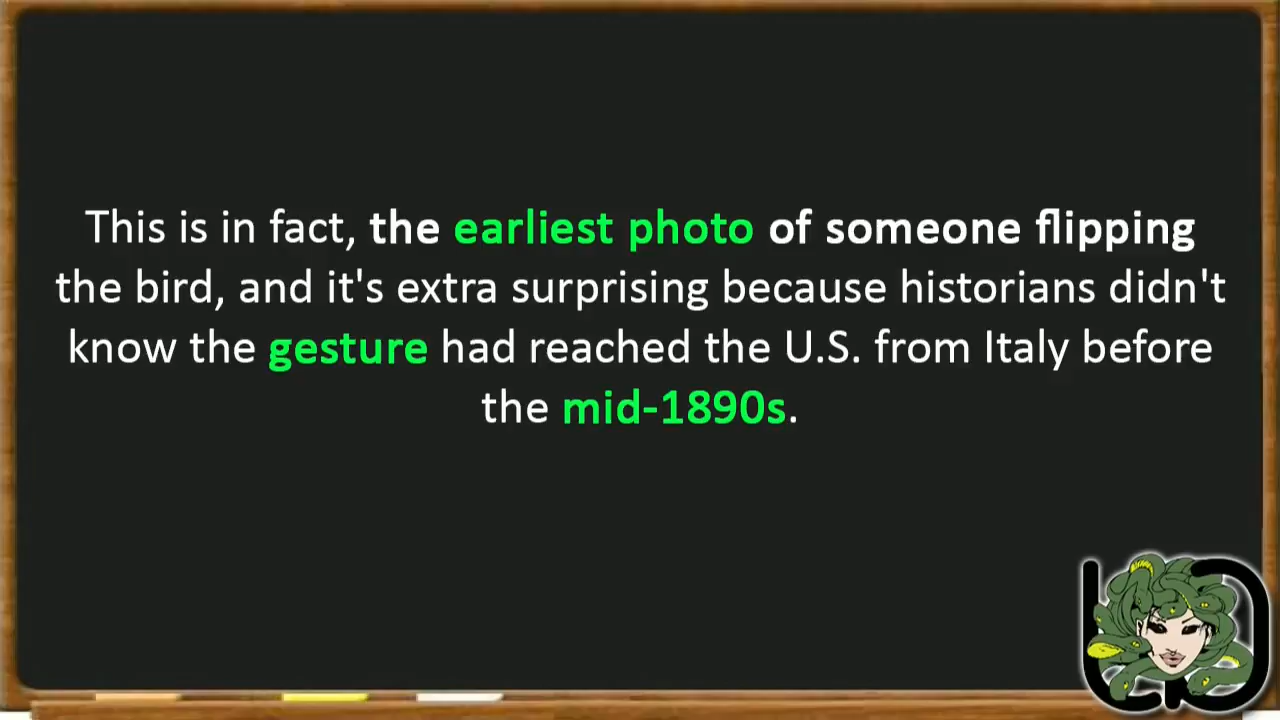 This is in fact, the earliest photo of someone flipping
the bird, and it's extra surprising because historians didn't
know the gesture had reached the U.S. from Italy before
the mid-1890s.